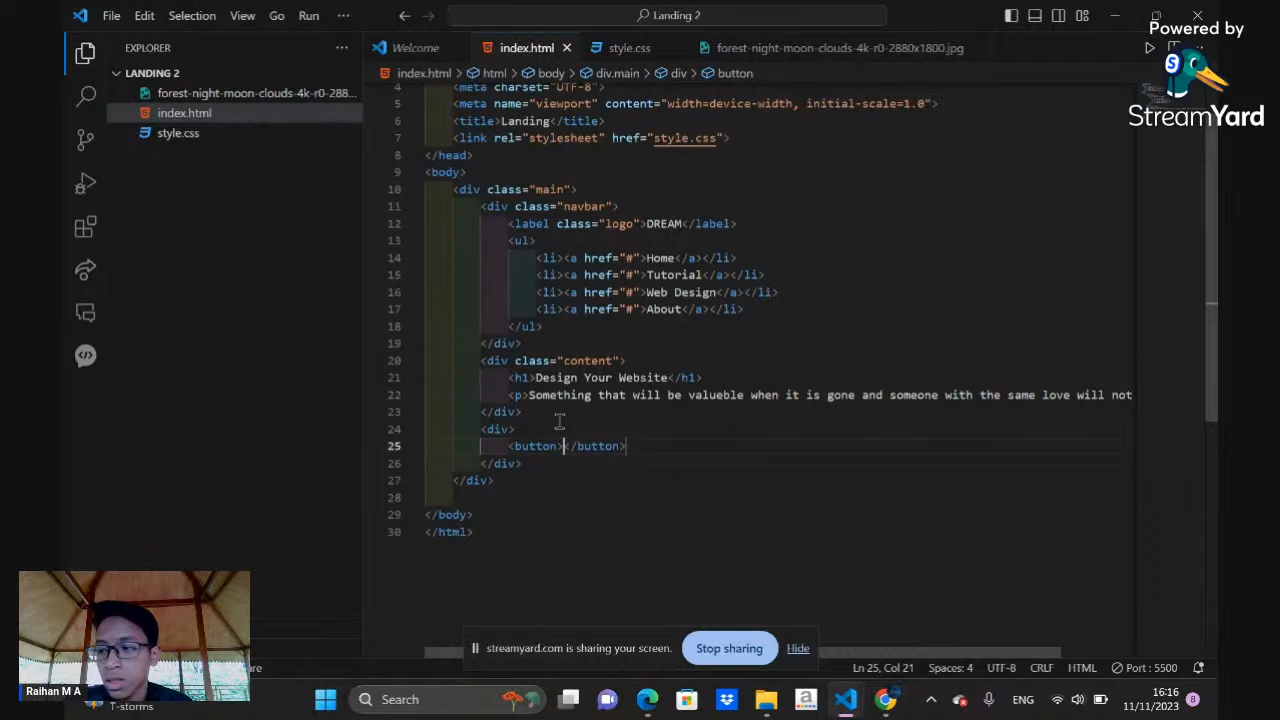 File Edit Selection View Go Run ··· Landing 2
Powered by
StreamYard
EXPLORER ···
Welcome index.html style.css forest-night-moon-clouds-4k-r0-2880x1800.jpg
LANDING 2
forest-night-moon-clouds-4k-r0-288...
index.html
style.css
index.html > html > body > div.main > div > button
4 <meta charset="UTF-8">
5 <meta name="viewport" content="width=device-width, initial-scale=1.0">
6 <title>Landing</title>
7 <link rel="stylesheet" href="style.css">
8 </head>
9 <body>
10 <div class="main">
11 <div class="navbar">
12 <label class="logo">DREAM</label>
13 <ul>
14 <li><a href="#">Home</a></li>
15 <li><a href="#">Tutorial</a></li>
16 <li><a href="#">Web Design</a></li>
17 <li><a href="#">About</a></li>
18 </ul>
19 </div>
20 <div class="content">
21 <h1>Design Your Website</h1>
22 <p>Something that will be valueble when it is gone and someone with the same love will not
23 </div>
24 <div>
25 <button></button>
26 </div>
27 </div>
28
29 </body>
30 </html>
streamyard.com is sharing your screen. Stop sharing Hide
Raihan M A
are Ln 25, Col 21 Spaces: 4 UTF-8 CRLF HTML Port : 5500
T-storms
Search
ENG
16:16
11/11/2023
8